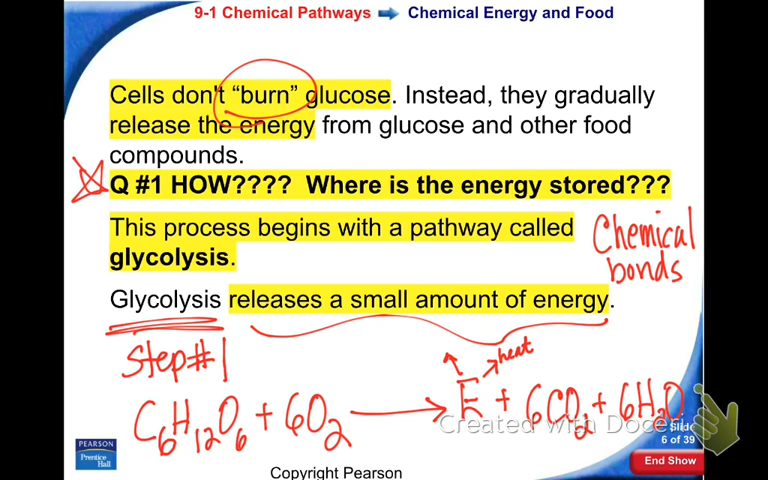 9-1 Chemical Pathways Chemical Energy and Food
Cells don't “burn” glucose. Instead, they gradually
release the energy from glucose and other food
compounds.
Q #1 HOW???? Where is the energy stored???
This process begins with a pathway called
glycolysis.
Chemical
bonds
Glycolysis releases a small amount of energy.
Step#1
heat
C6H12O6 + 6O2 → E + 6CO2 + 6H2O
Created with Doceri
Slide
6 of 39
PEARSON
Prentice
Hall
End Show
Copyright Pearson